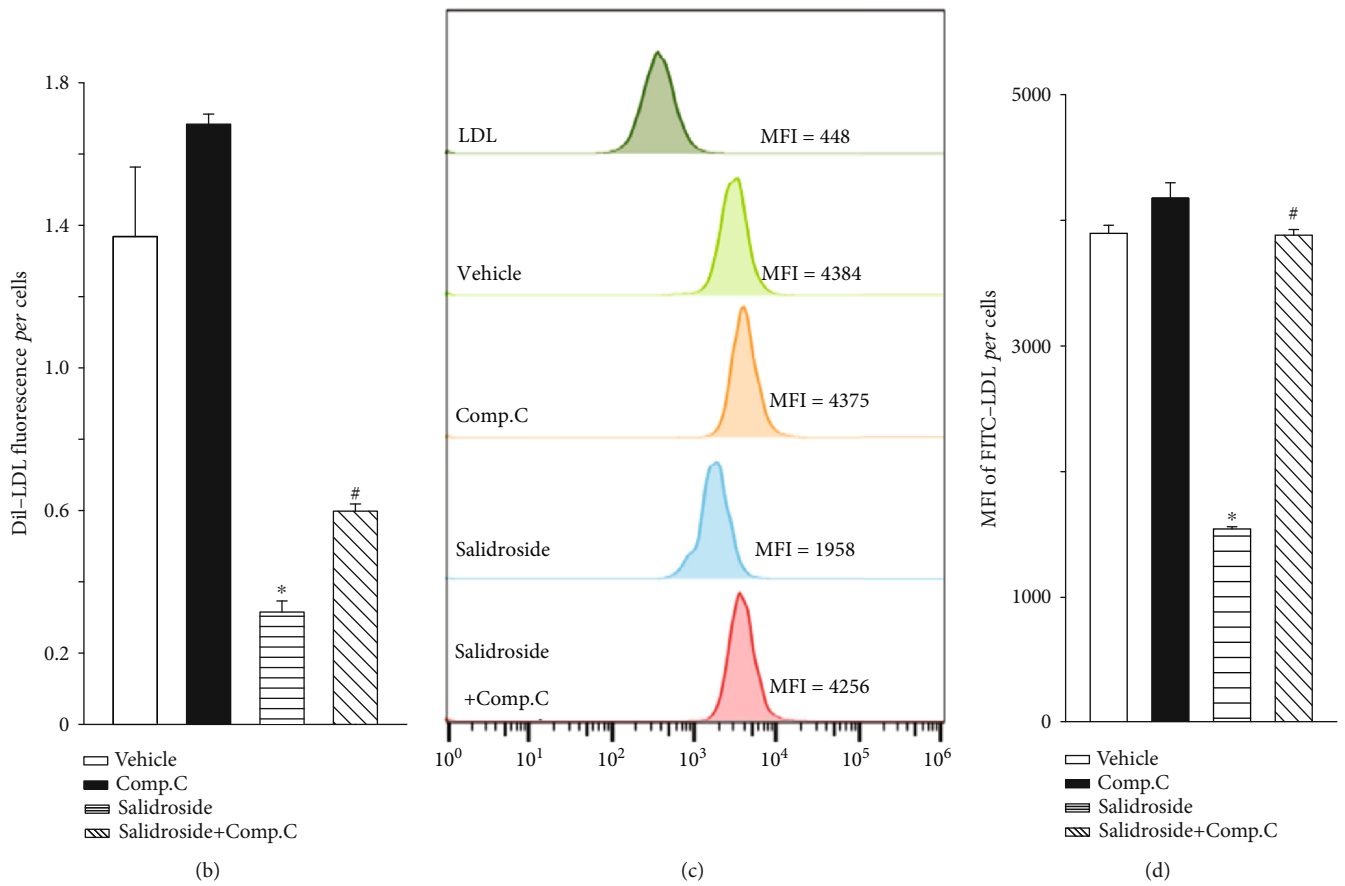 Dil–LDL fluorescence per cells
1.8
1.4
1.0
0.6
0.2
0
*
#
Vehicle
Comp.C
Salidroside
Salidroside+Comp.C
(b)
LDL
MFI = 448
Vehicle
MFI = 4384
Comp.C
MFI = 4375
Salidroside
MFI = 1958
Salidroside
+Comp.C
MFI = 4256
10^0 10^1 10^2 10^3 10^4 10^5 10^6
(c)
MFI of FITC–LDL per cells
5000
3000
1000
0
*
#
Vehicle
Comp.C
Salidroside
Salidroside+Comp.C
(d)